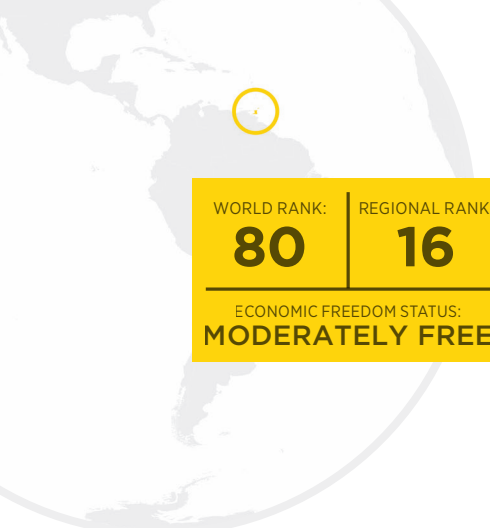 WORLD RANK:
80
REGIONAL RANK
16
ECONOMIC FREEDOM STATUS:
MODERATELY FREE